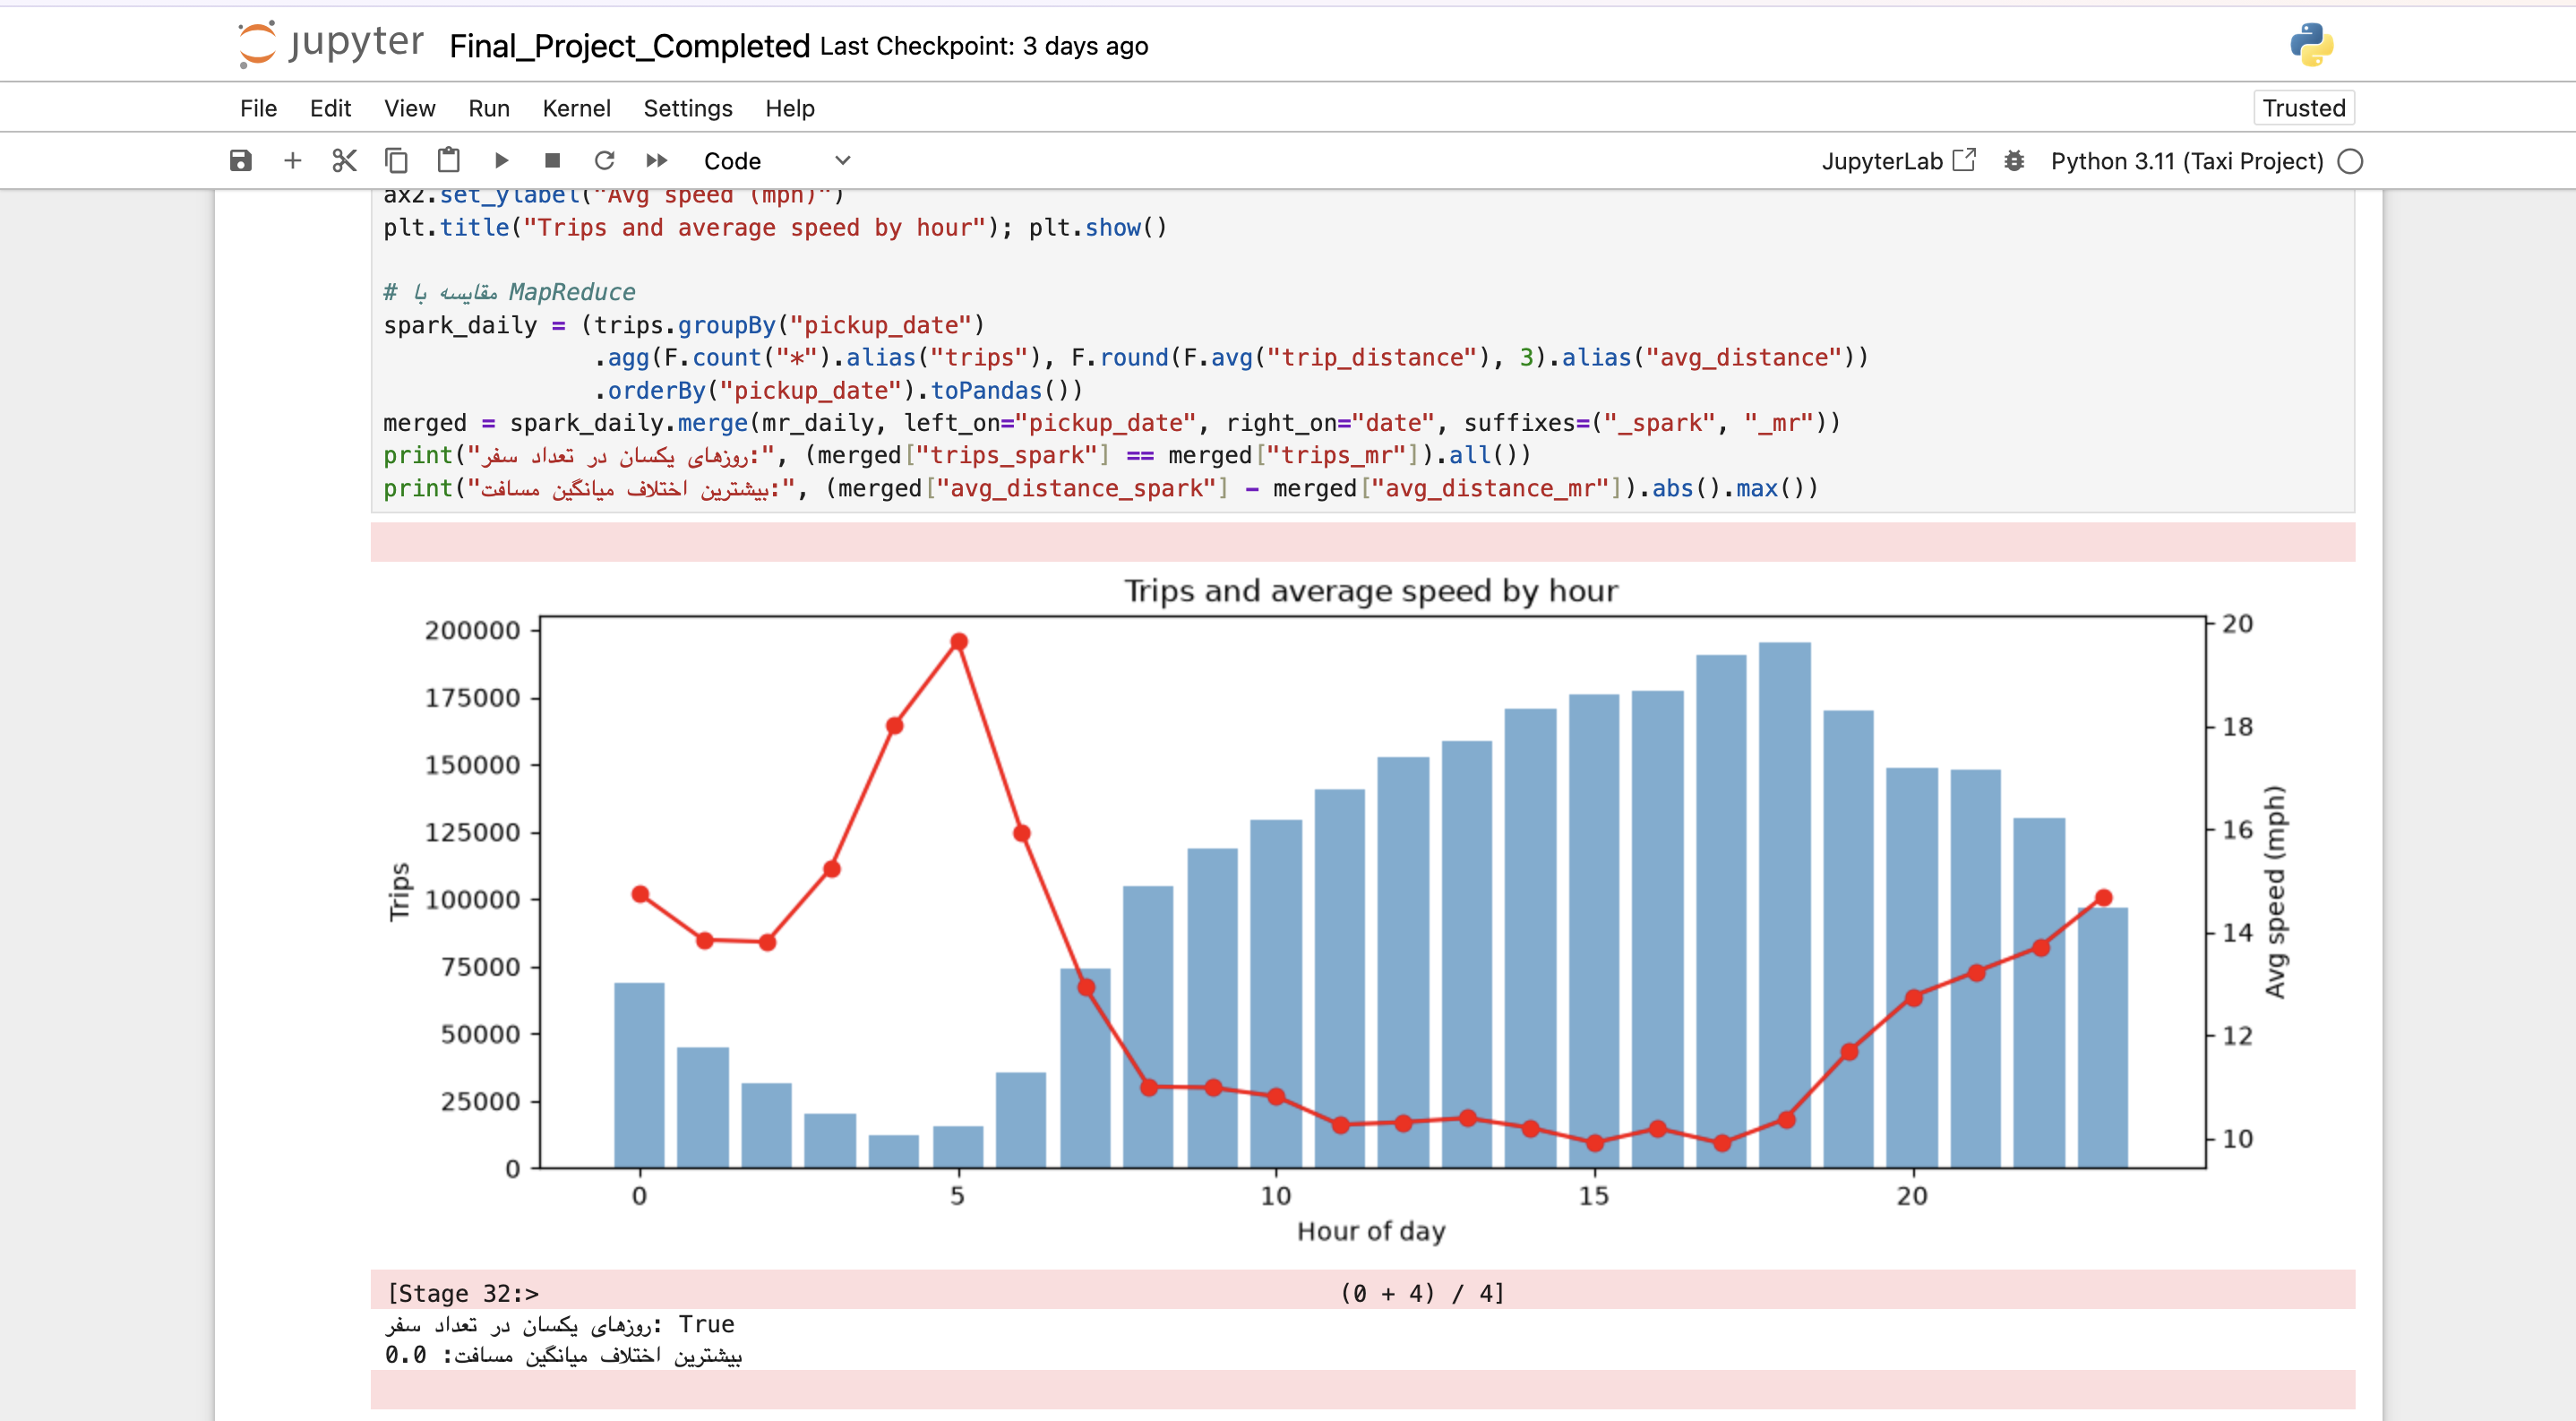 jupyter Final_Project_Completed Last Checkpoint: 3 days ago
File Edit View Run Kernel Settings Help Trusted
Code JupyterLab Python 3.11 (Taxi Project)
ax2.set_ylabel("Avg speed (mph)")
plt.title("Trips and average speed by hour"); plt.show()
# مقایسه با MapReduce
spark_daily = (trips.groupBy("pickup_date")
.agg(F.count("*").alias("trips"), F.round(F.avg("trip_distance"), 3).alias("avg_distance"))
.orderBy("pickup_date").toPandas())
merged = spark_daily.merge(mr_daily, left_on="pickup_date", right_on="date", suffixes=("_spark", "_mr"))
print("روزهای یکسان در تعداد سفر:", (merged["trips_spark"] == merged["trips_mr"]).all())
print("بیشترین اختلاف میانگین مسافت:", (merged["avg_distance_spark"] - merged["avg_distance_mr"]).abs().max())
Trips and average speed by hour
200000
175000
150000
125000
100000
75000
50000
25000
0
Trips
20
18
16
14
12
10
Avg speed (mph)
0 5 10 15 20
Hour of day
[Stage 32:> (0 + 4) / 4]
روزهای یکسان در تعداد سفر: True
بیشترین اختلاف میانگین مسافت: 0.0